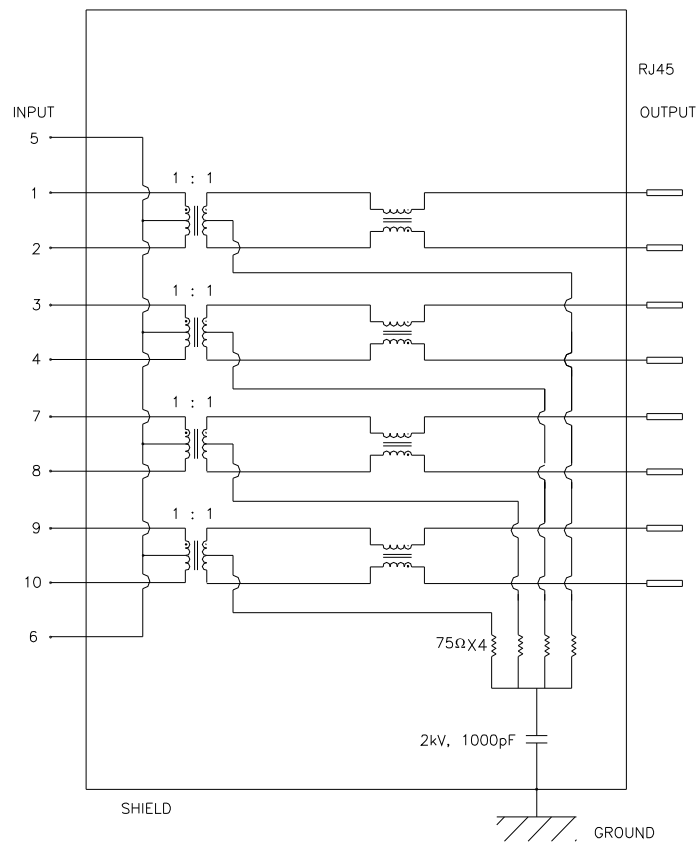 RJ45
INPUT
OUTPUT
5
1 : 1
1
2
1 : 1
3
4
1 : 1
7
8
1 : 1
9
10
6
75ΩX4
2kV, 1000pF
SHIELD
GROUND